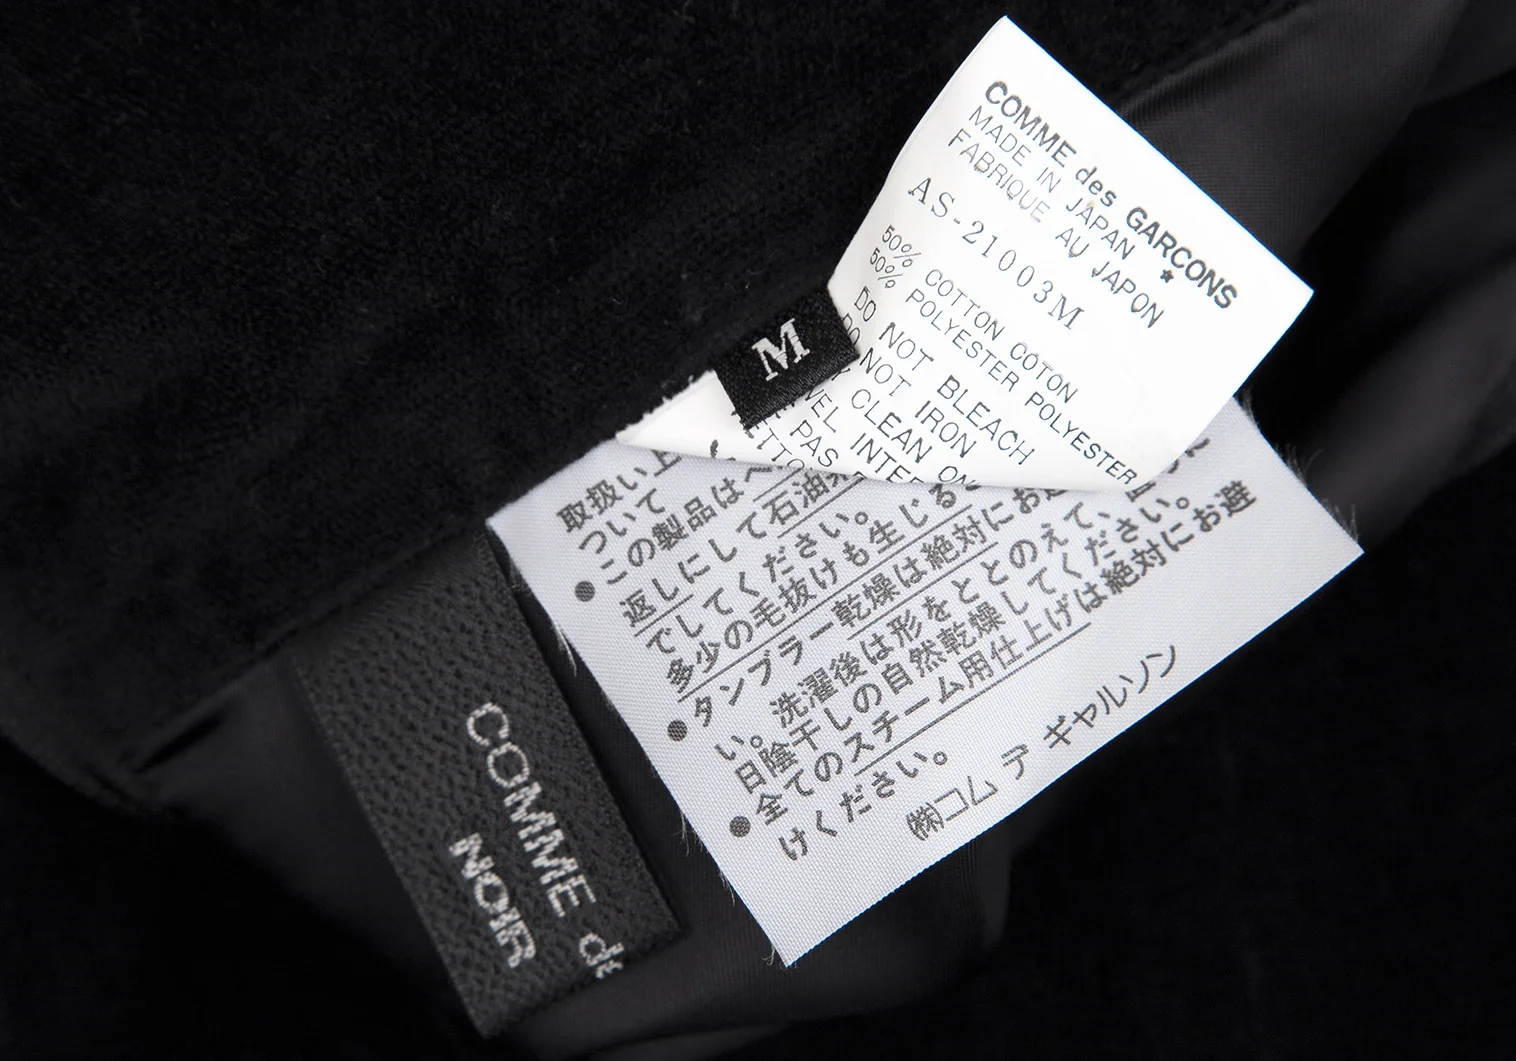 COMME des GARCONS
MADE IN JAPAN *
FABRIQUE AU JAPON
AS-21003M
50% COTTON COTON
50% POLYESTER POLYESTER
DO NOT BLEACH
DO NOT IRON
CLEAN
PAS
M
取扱い上
ついて
● この製品は
返しにして石油
でしてください。
多少の毛抜けも生じる
● タンブラー乾燥は絶対にお
い。洗濯後は形をととのえて、
日陰干しの自然乾燥してください。
● 全てのスチーム用仕上げは絶対にお避
けください。
㈱コム デ ギャルソン
COMME
NOIR